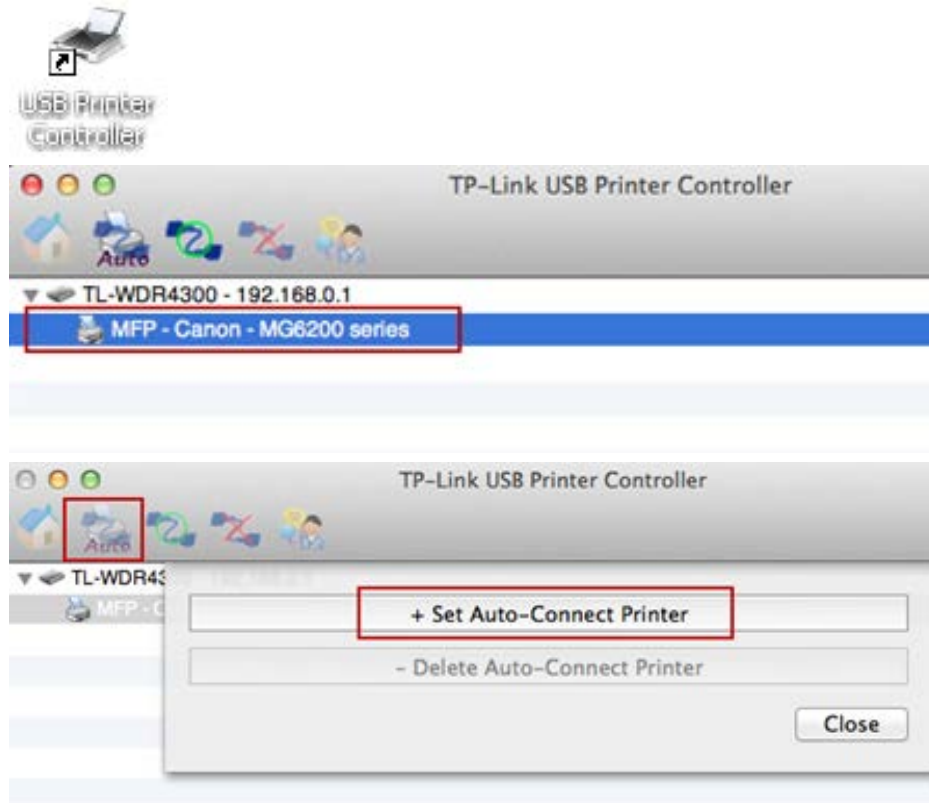 USB Printer
Controller
TP-Link USB Printer Controller
Auto
TL-WDR4300 - 192.168.0.1
MFP - Canon - MG6200 series
TP-Link USB Printer Controller
Auto
TL-WDR43
MFP - C
+ Set Auto-Connect Printer
- Delete Auto-Connect Printer
Close